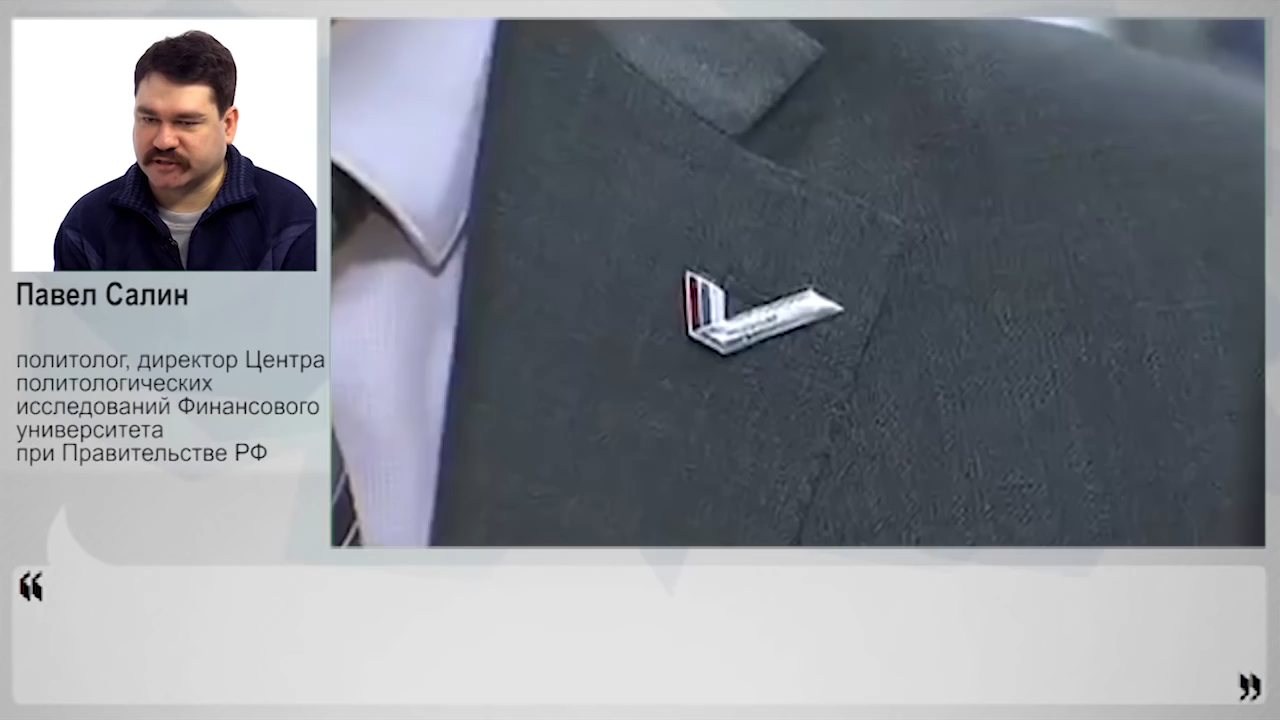 Павел Салин
политолог, директор Центра
политологических
исследований Финансового
университета
при Правительстве РФ
“
”